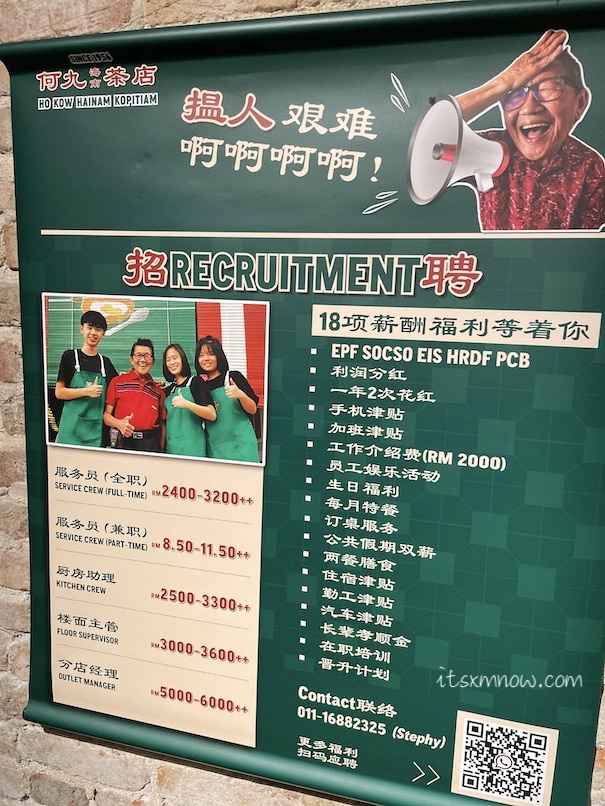 SINCE 1956
何九海南茶店
HO KOW HAINAM KOPITIAM
揾人艰难
啊啊啊啊!
招RECRUITMENT聘
服务员(全职)
SERVICE CREW (FULL-TIME) RM 2400-3200++
服务员(兼职)
SERVICE CREW (PART-TIME) RM 8.50-11.50++
厨房助理
KITCHEN CREW RM 2500-3300++
楼面主管
FLOOR SUPERVISOR RM 3000-3600++
分店经理
OUTLET MANAGER RM 5000-6000++
18项薪酬福利等着你
EPF SOCSO EIS HRDF PCB
利润分红
一年2次花红
手机津贴
加班津贴
工作介绍费(RM 2000)
员工娱乐活动
生日福利
每月特餐
订桌服务
公共假期双薪
两餐膳食
住宿津贴
勤工津贴
汽车津贴
长辈孝顺金
在职培训
晋升计划
itsxmnow.com
Contact联络
011-16882325 (Stephy)
更多福利
扫码应聘